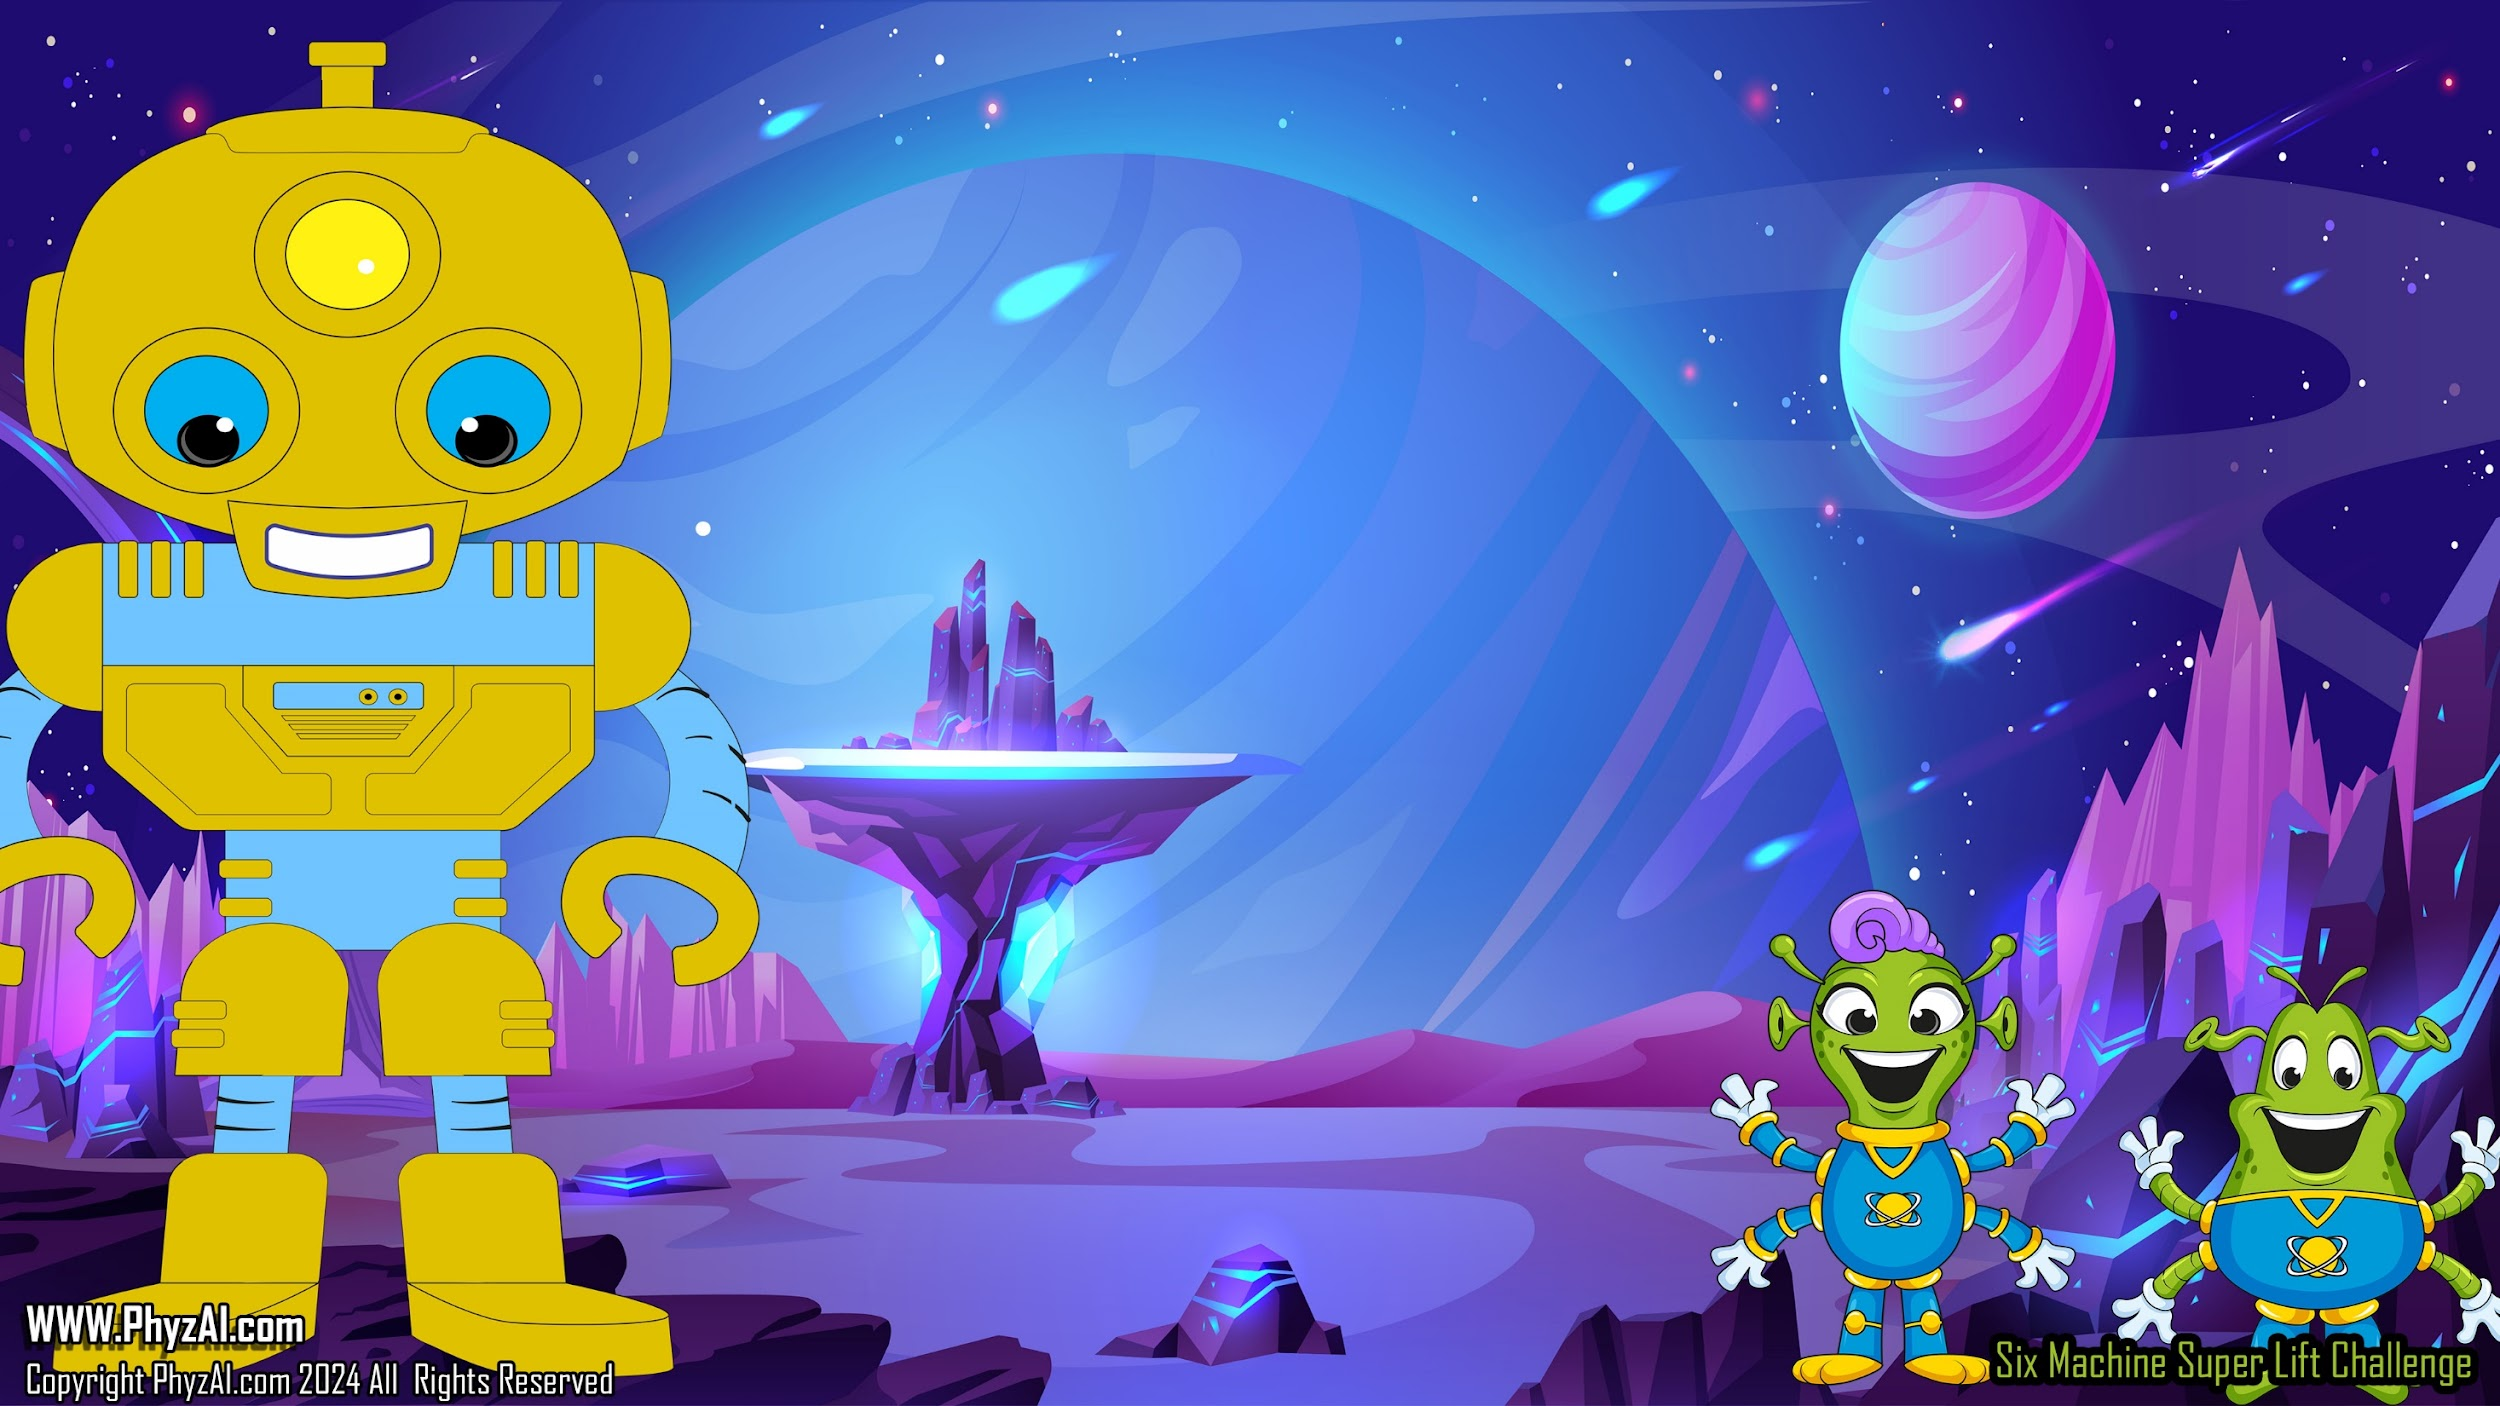 WWW.PhyzAI.com
Copyright PhyzAI.com 2024 All Rights Reserved
Six Machine Super Lift Challenge